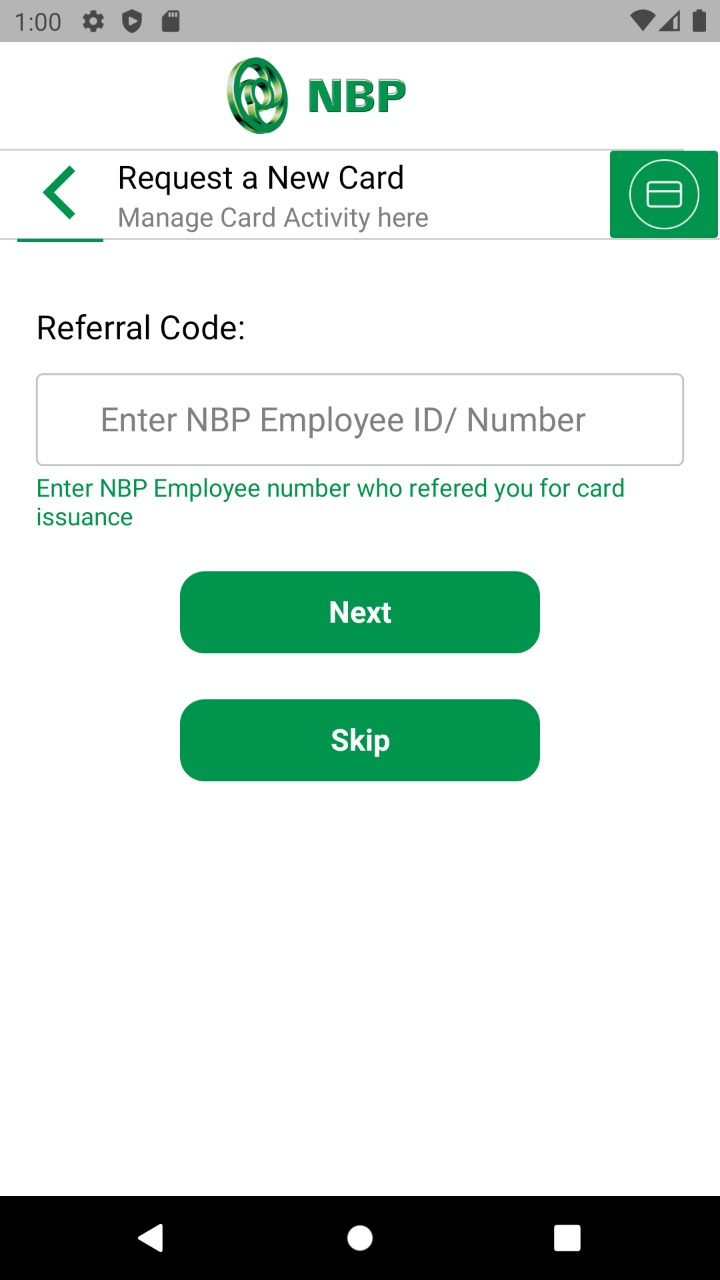 1:00
NBP
Request a New Card
Manage Card Activity here
Referral Code:
Enter NBP Employee ID/ Number
Enter NBP Employee number who refered you for card
issuance
Next
Skip